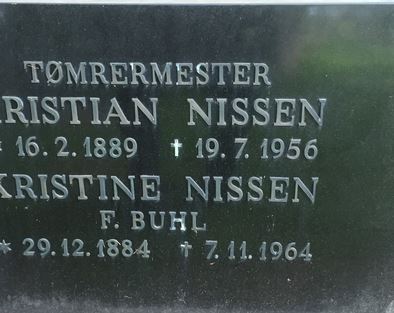 TØMRERMESTER
RISTIAN NISSEN
* 16.2.1889 † 19.7.1956
KRISTINE NISSEN
F. BUHL
* 29.12.1884 † 7.11.1964